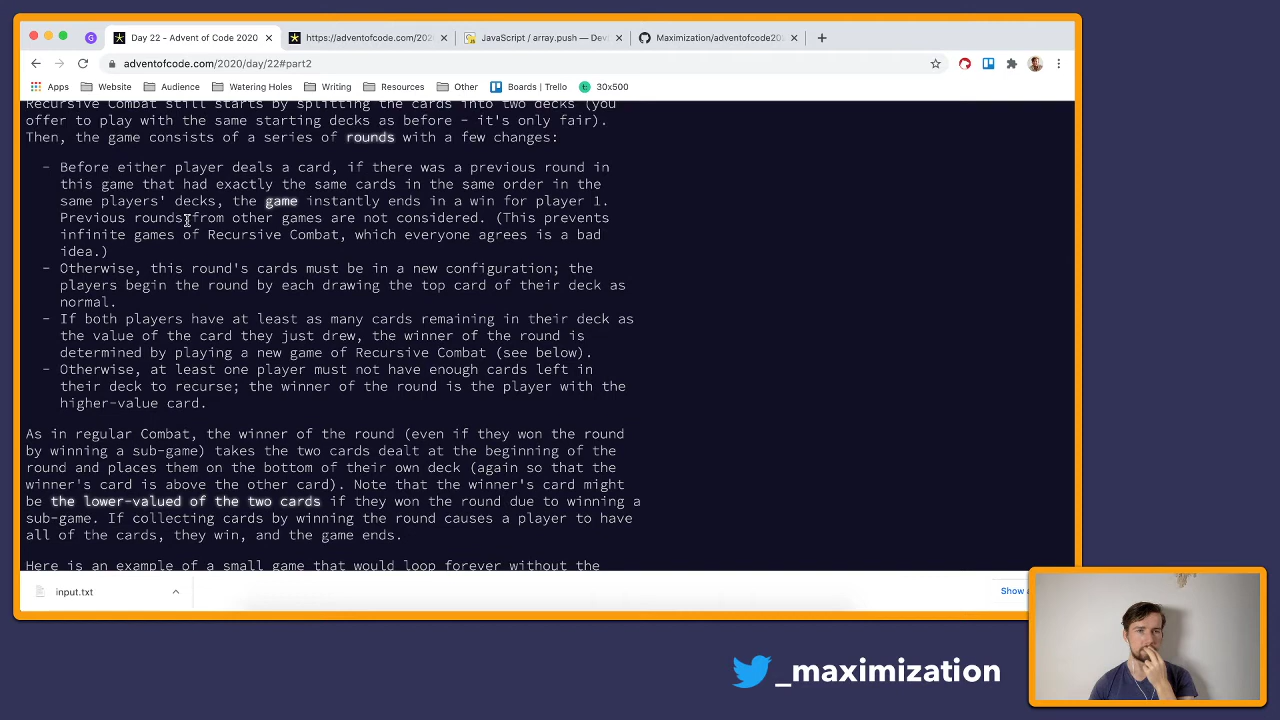 Day 22 - Advent of Code 2020
https://adventofcode.com/202
JavaScript / array.push — Dev
Maximization/adventofcode20
adventofcode.com/2020/day/22#part2
Apps
Website
Audience
Watering Holes
Writing
Resources
Other
Boards | Trello
30x500
Recursive Combat still starts by splitting the cards into two decks (you
offer to play with the same starting decks as before - it's only fair).
Then, the game consists of a series of rounds with a few changes:
- Before either player deals a card, if there was a previous round in
this game that had exactly the same cards in the same order in the
same players' decks, the game instantly ends in a win for player 1.
Previous rounds from other games are not considered. (This prevents
infinite games of Recursive Combat, which everyone agrees is a bad
idea.)
- Otherwise, this round's cards must be in a new configuration; the
players begin the round by each drawing the top card of their deck as
normal.
- If both players have at least as many cards remaining in their deck as
the value of the card they just drew, the winner of the round is
determined by playing a new game of Recursive Combat (see below).
- Otherwise, at least one player must not have enough cards left in
their deck to recurse; the winner of the round is the player with the
higher-value card.
As in regular Combat, the winner of the round (even if they won the round
by winning a sub-game) takes the two cards dealt at the beginning of the
round and places them on the bottom of their own deck (again so that the
winner's card is above the other card). Note that the winner's card might
be the lower-valued of the two cards if they won the round due to winning a
sub-game. If collecting cards by winning the round causes a player to have
all of the cards, they win, and the game ends.
Here is an example of a small game that would loop forever without the
input.txt
Show
_maximization